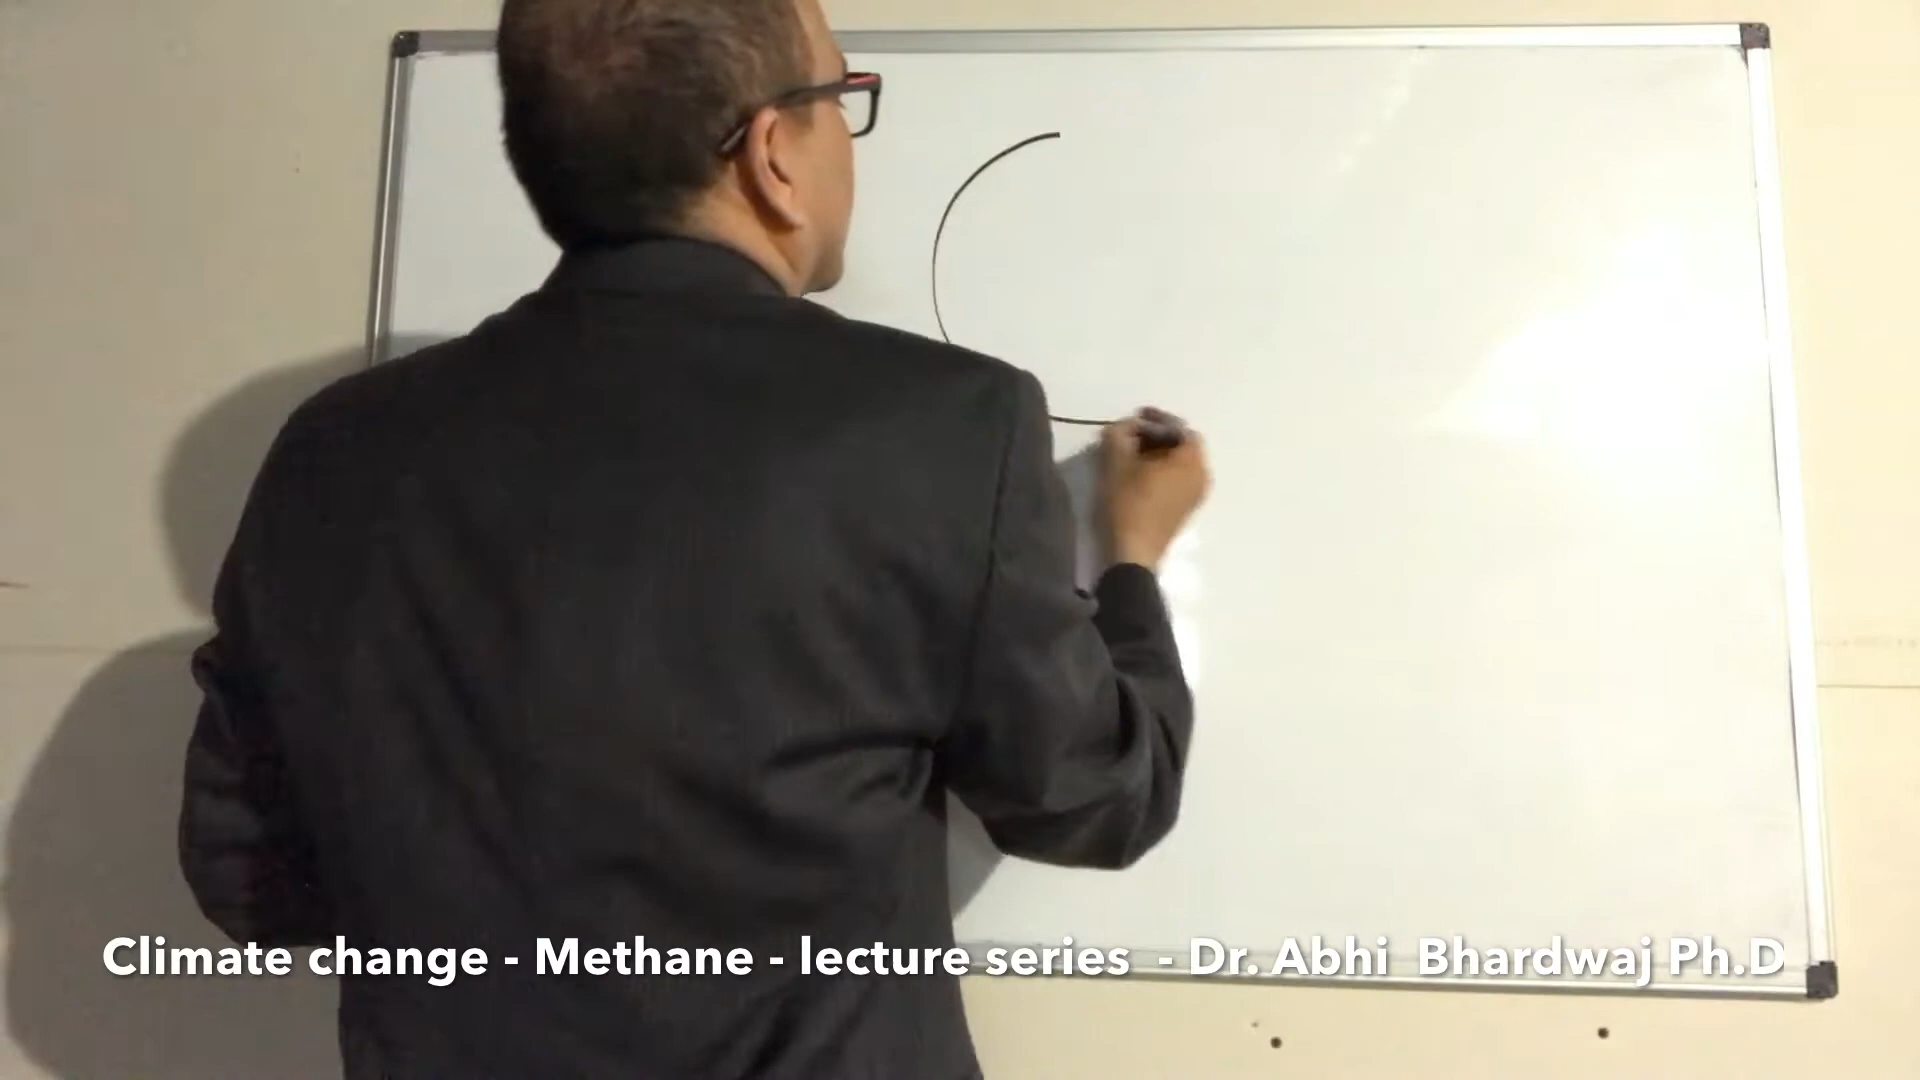 Climate change - Methane - lecture series - Dr. Abhi Bhardwaj Ph.D